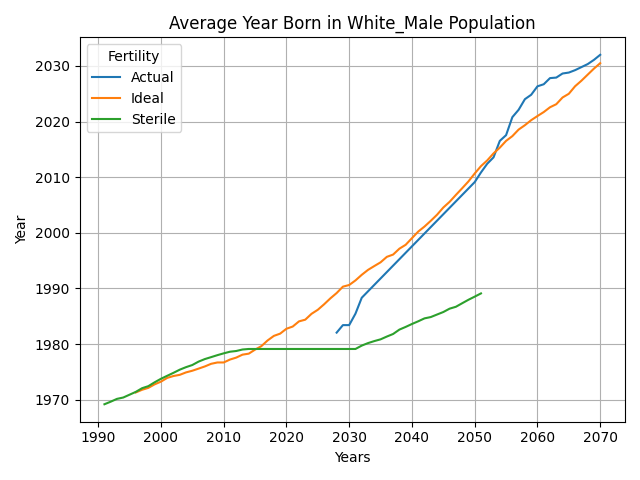 Average Year Born in White_Male Population
Fertility
Actual
Ideal
Sterile
Year
2030
2020
2010
2000
1990
1980
1970
1990 2000 2010 2020 2030 2040 2050 2060 2070
Years